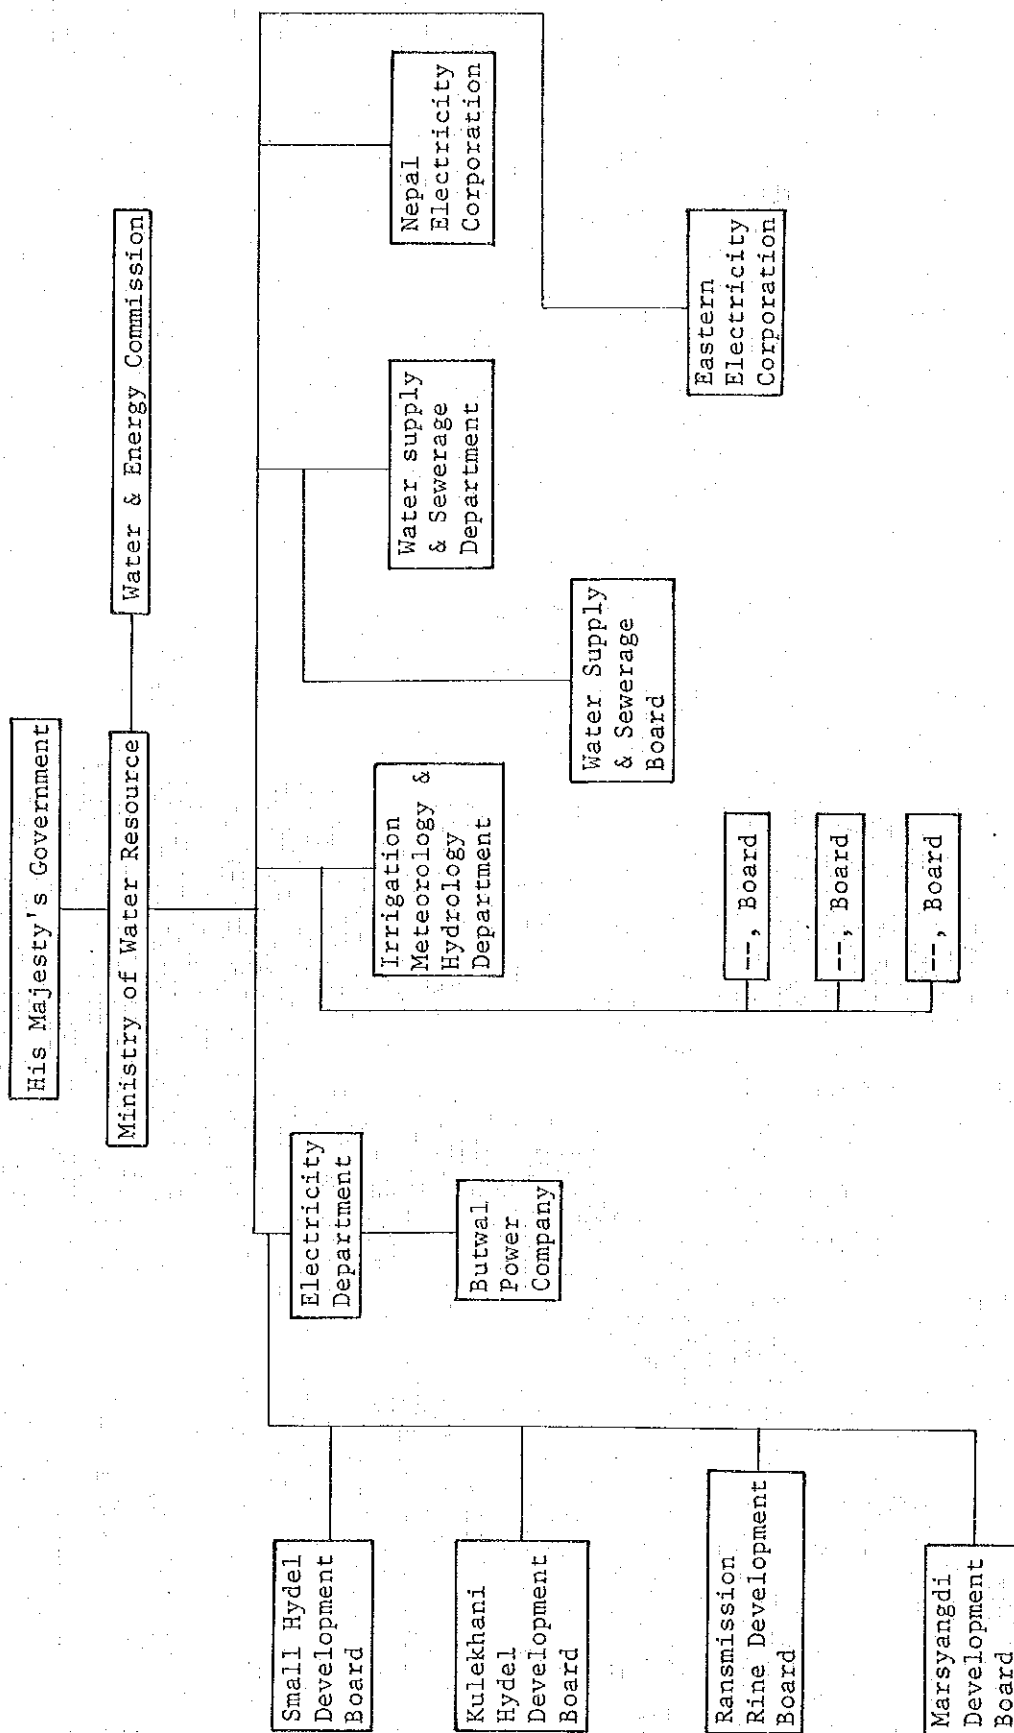 His Majesty's Government
Ministry of Water Resource
Water & Energy Commission
Electricity
Department
Irrigation
Meteorology &
Hydrology
Department
Water supply
& Sewerage
Department
Nepal
Electricity
Corporation
Small Hydel
Development
Board
Butwal
Power
Company
Kulekhani
Hydel
Development
Board
Water Supply
& Sewerage
Board
Eastern
Electricity
Corporation
Ransmission
Rine Development
Board
--, Board
--, Board
--, Board
Marsyangdi
Development
Board